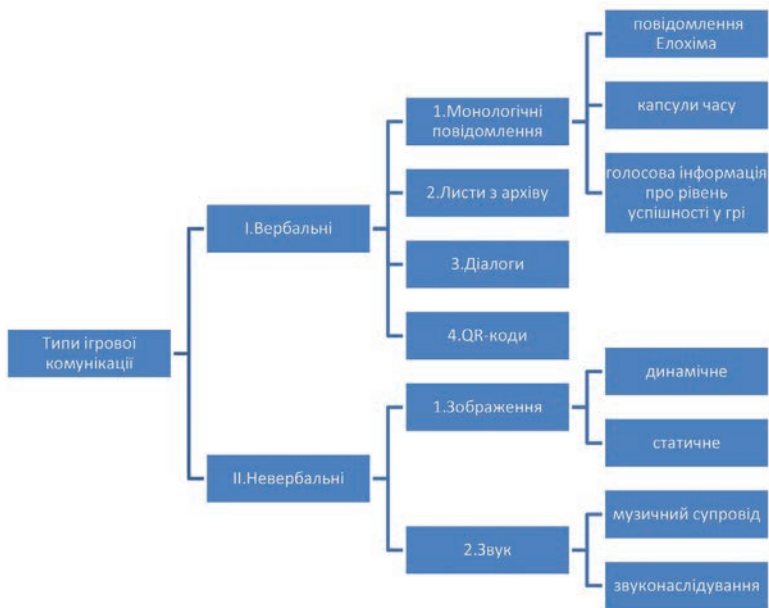 Типи ігрової
комунікації
І.Вербальні
1.Монологічні
повідомлення
повідомлення
Елохіма
капсули часу
голосова інформація
про рівень
успішності у грі
2.Листи з архіву
3.Діалоги
4.QR-коди
ІІ.Невербальні
1.Зображення
динамічне
статичне
2.Звук
музичний супровід
звуконаслідування